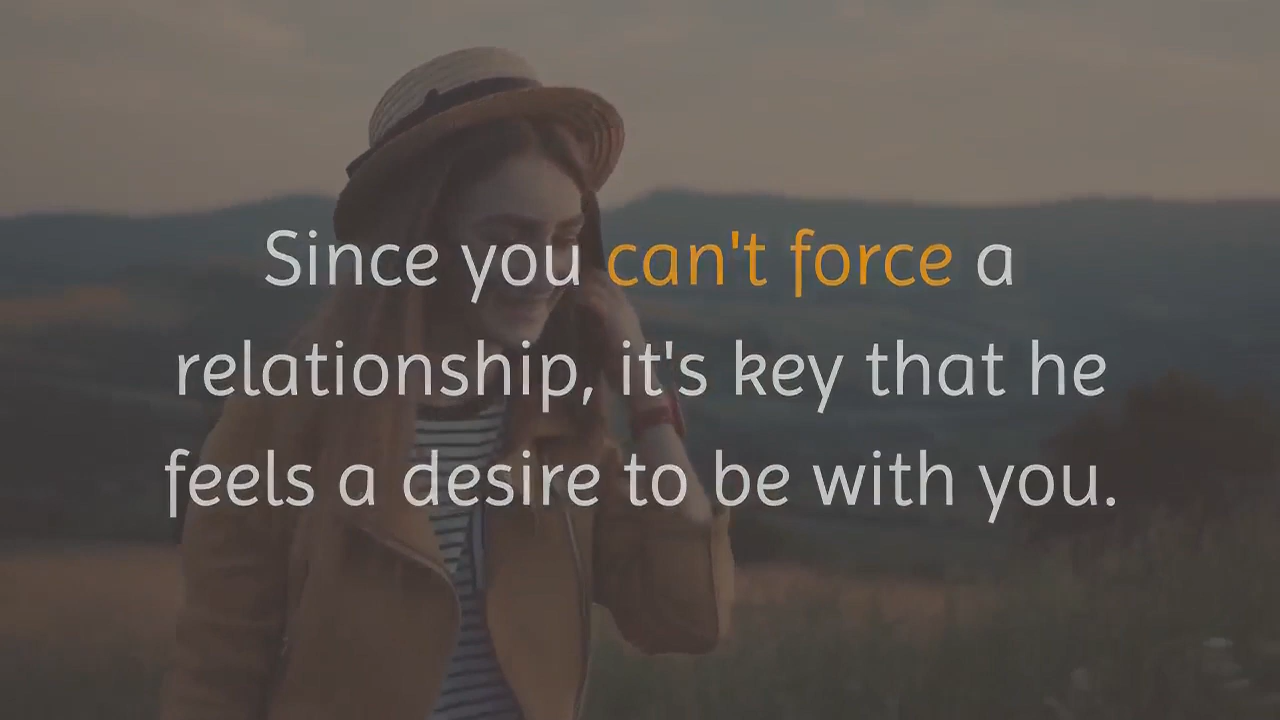 Since you can't force a
relationship, it's key that he
feels a desire to be with you.